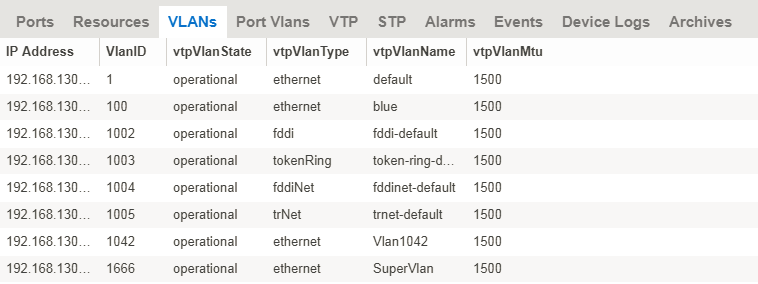 Ports Resources VLANs Port Vlans VTP STP Alarms Events Device Logs Archives
IP Address VlanID vtpVlanState vtpVlanType vtpVlanName vtpVlanMtu
192.168.130... 1 operational ethernet default 1500
192.168.130... 100 operational ethernet blue 1500
192.168.130... 1002 operational fddi fddi-default 1500
192.168.130... 1003 operational tokenRing token-ring-d... 1500
192.168.130... 1004 operational fddiNet fddinet-default 1500
192.168.130... 1005 operational trNet trnet-default 1500
192.168.130... 1042 operational ethernet Vlan1042 1500
192.168.130... 1666 operational ethernet SuperVlan 1500